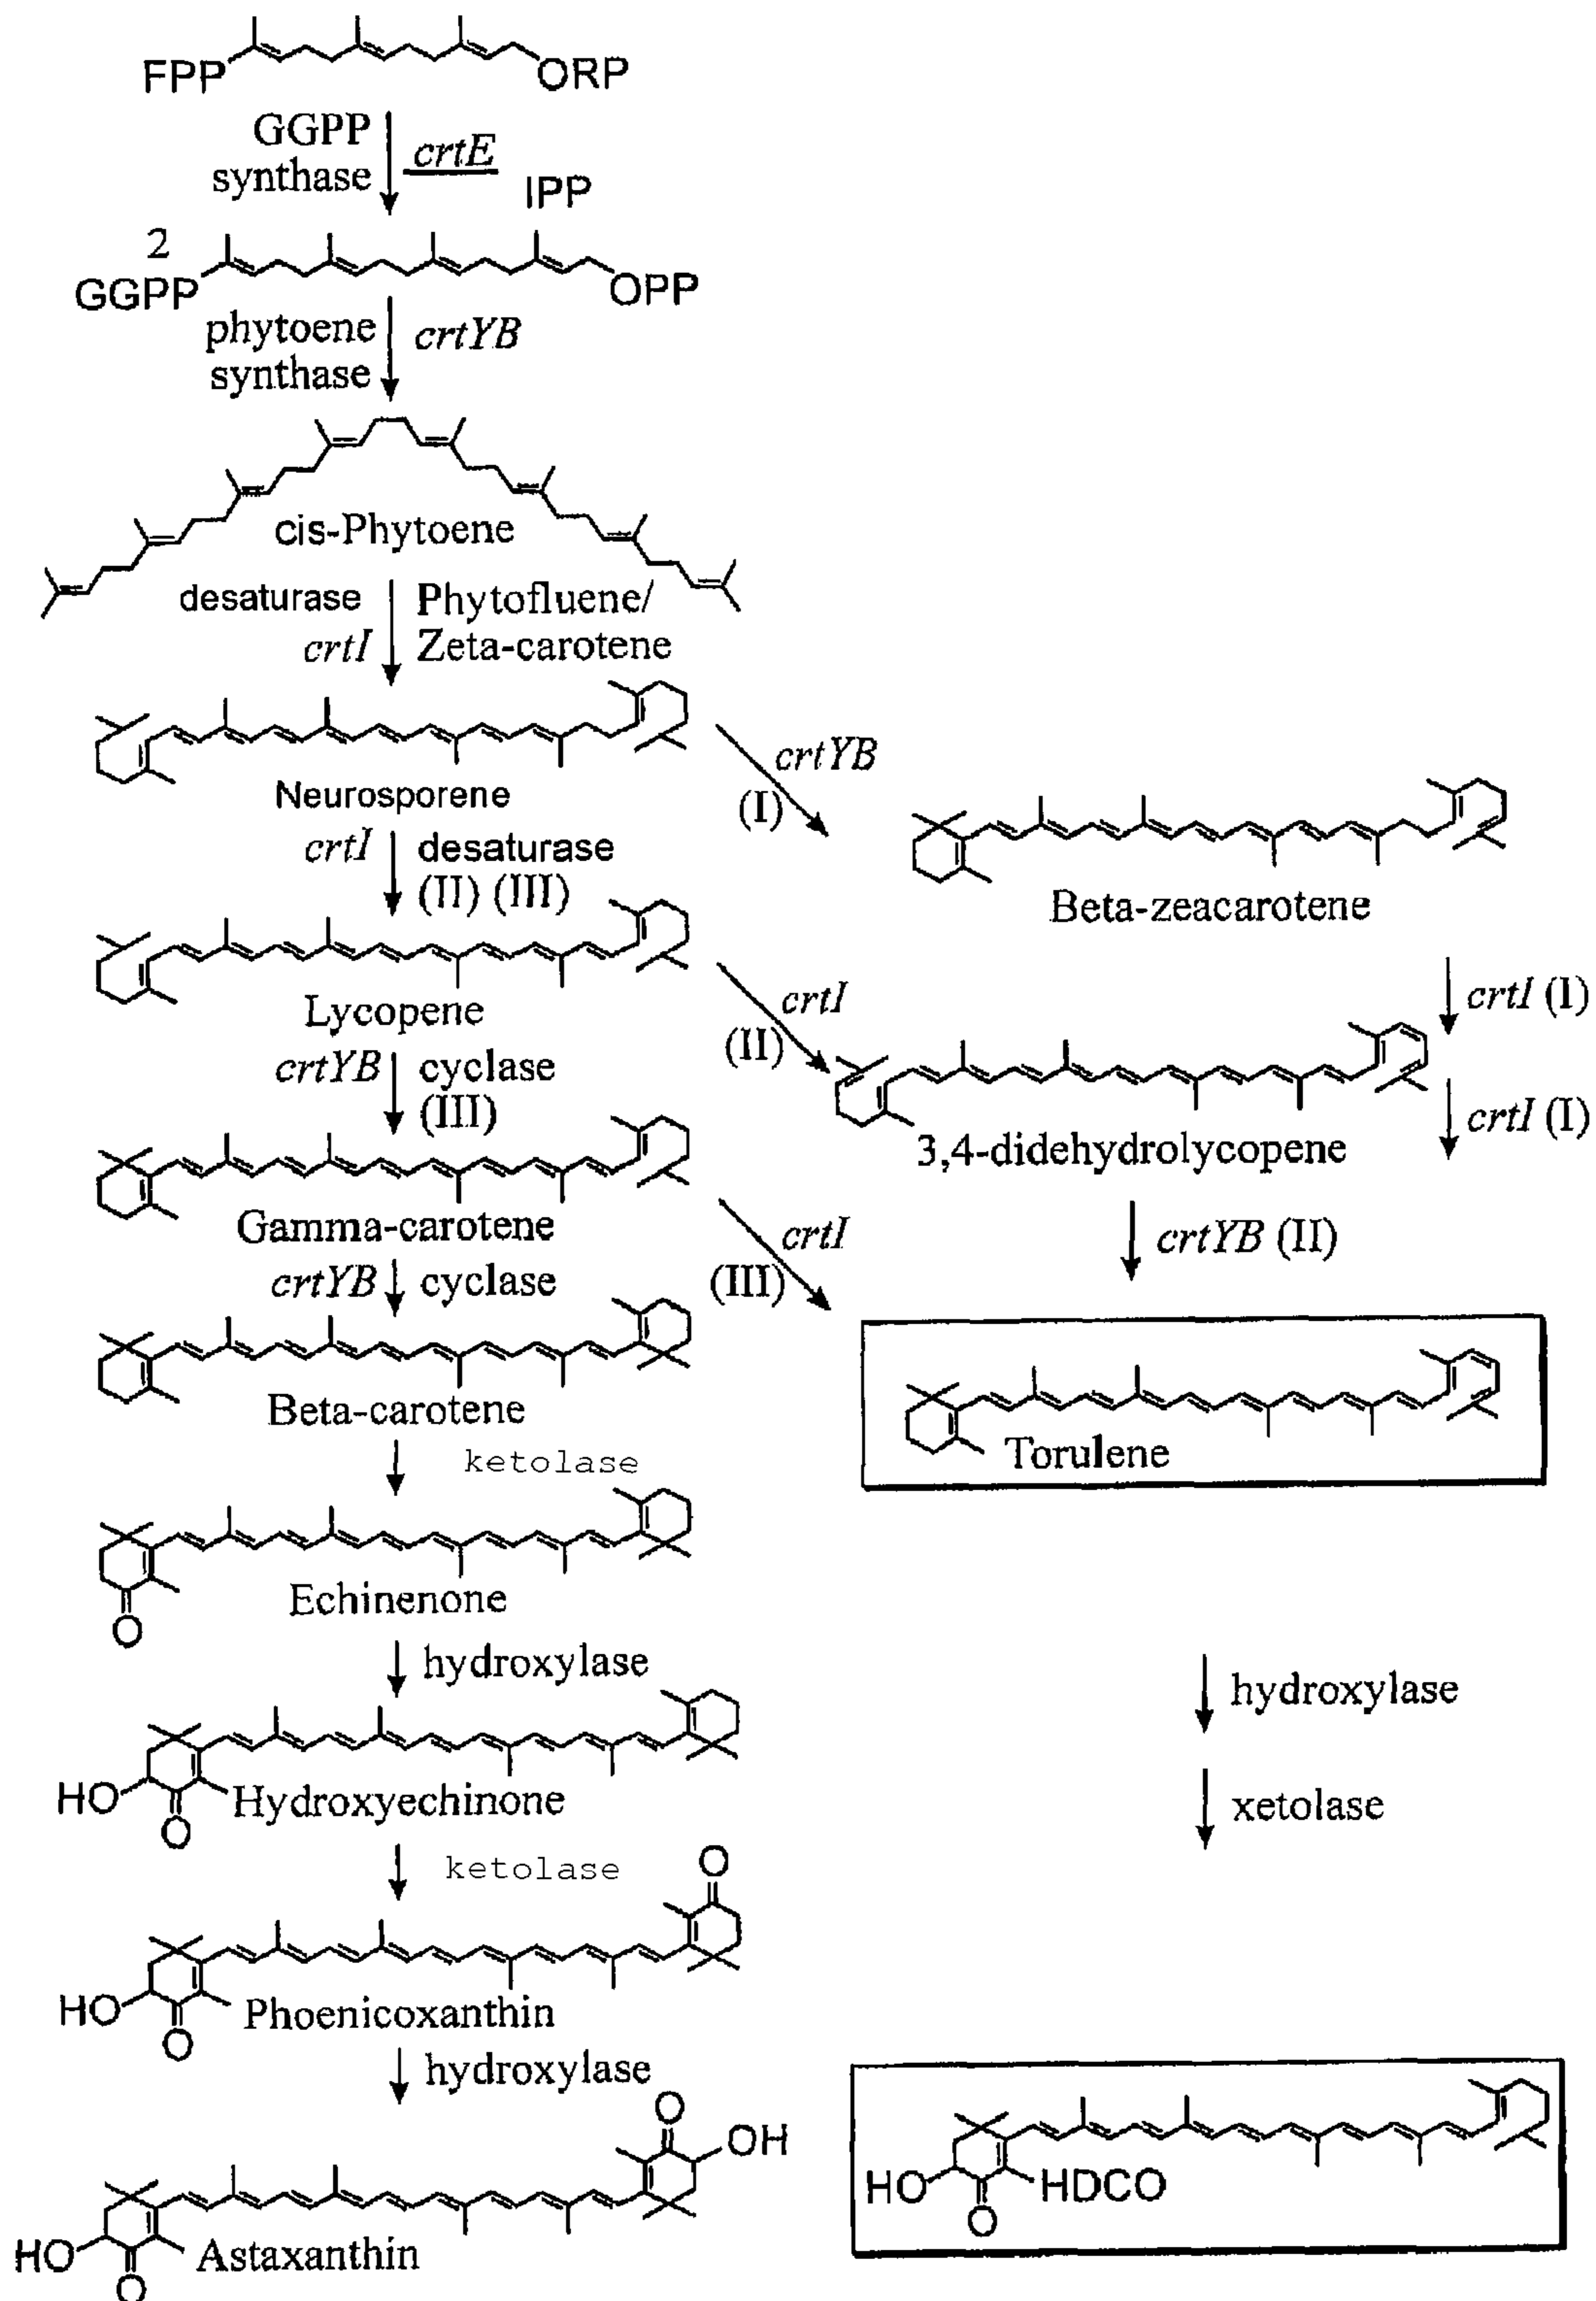 FPP
ORP
GGPP
synthase
crtE
IPP
2
GGPP
OPP
phytoene
synthase
crtYB
cis-Phytoene
desaturase
crtI
Phytofluene/
Zeta-carotene
Neurosporene
crtYB
(I)
crtI
desaturase
(II) (III)
Beta-zeacarotene
Lycopene
crtI
(II)
crtI (I)
crtYB
cyclase
(III)
3,4-didehydrolycopene
crtI (I)
Gamma-carotene
crtI
(III)
crtYB (II)
crtYB
cyclase
Beta-carotene
Torulene
ketolase
Echinenone
O
hydroxylase
hydroxylase
HO
O
Hydroxyechinone
xetolase
ketolase
O
HO
O
Phoenicoxanthin
hydroxylase
O
OH
HO
O
Astaxanthin
HO
O
HDCO